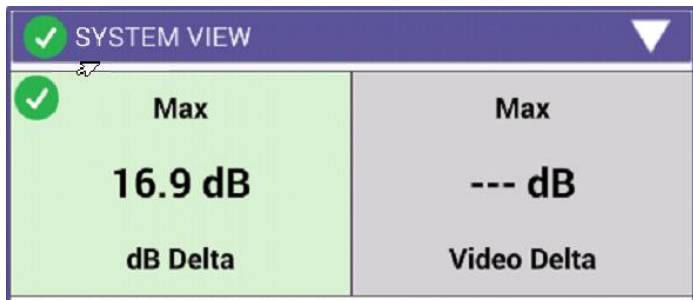 SYSTEM VIEW
Max
16.9 dB
dB Delta
Max
--- dB
Video Delta